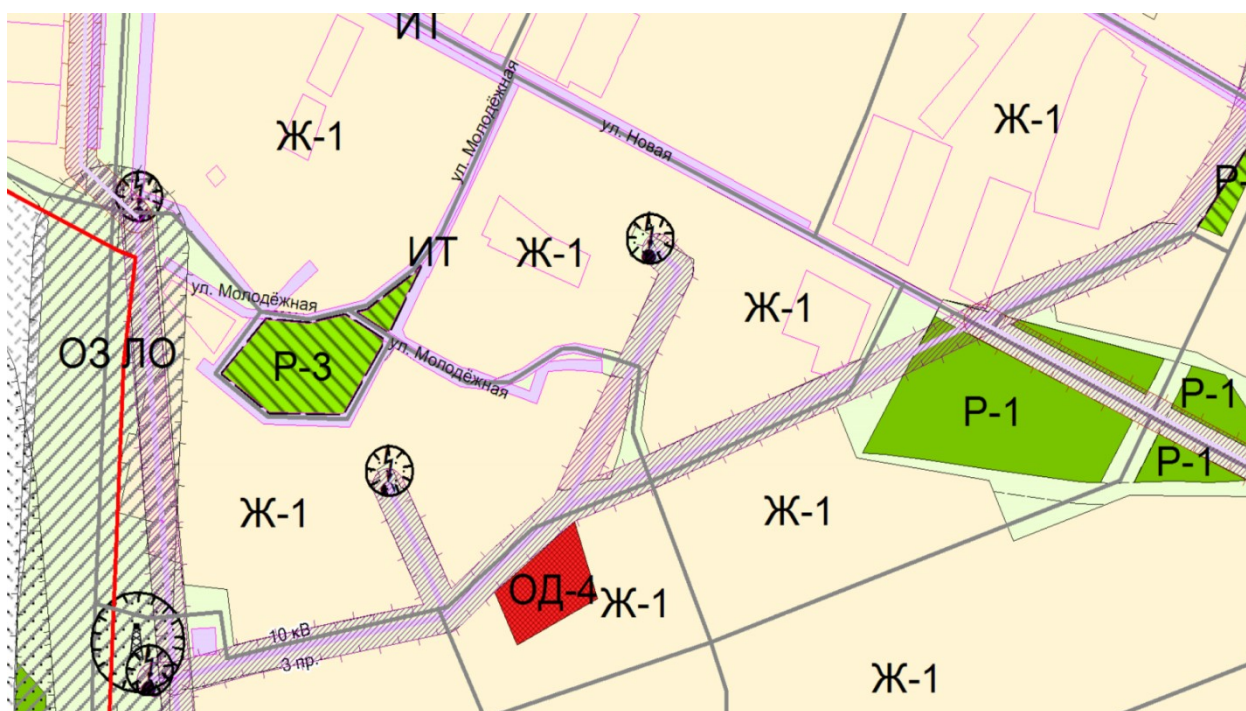 ИТ
ул. Молодёжная
ул. Новая
Ж-1
Ж-1
Р-
Ж-1
ИТ
ул. Молодёжная
Ж-1
ОЗ ЛО
Р-3
ул. Молодёжная
Р-1
Р-1
Р-1
Ж-1
Ж-1
ОД-4
Ж-1
10 кВ
3 пр.
Ж-1